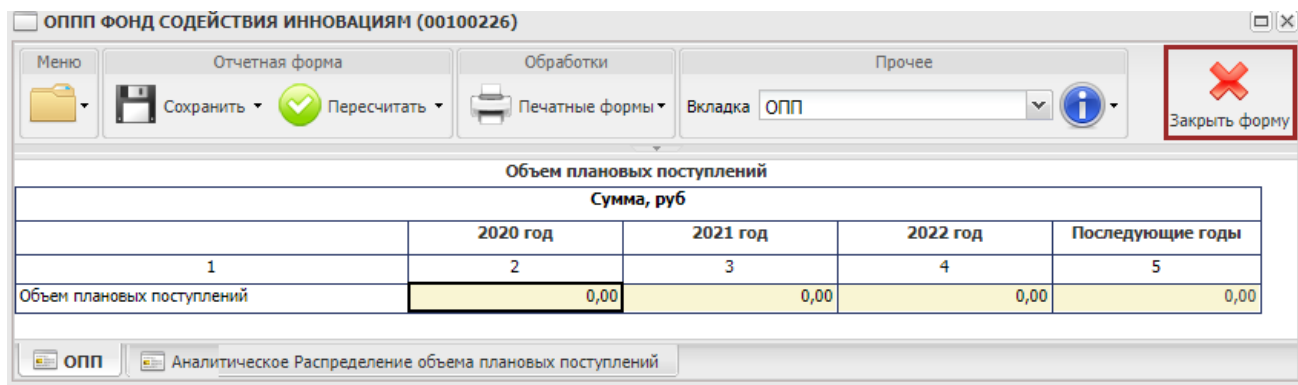 ОППП ФОНД СОДЕЙСТВИЯ ИННОВАЦИЯМ (00100226)
Меню
Отчетная форма
Обработки
Прочее
Сохранить
Пересчитать
Печатные формы
Вкладка ОПП
Закрыть форму
Объем плановых поступлений
Сумма, руб
2020 год 2021 год 2022 год Последующие годы
1 2 3 4 5
Объем плановых поступлений 0,00 0,00 0,00 0,00
ОПП Аналитическое Распределение объема плановых поступлений